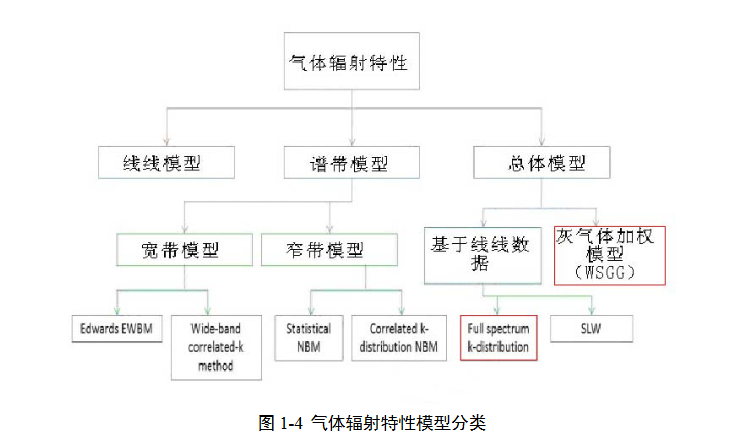 气体辐射特性
线线模型
谱带模型
总体模型
宽带模型
窄带模型
基于线线数
据
灰气体加权
模型
（WSGG）
Edwards EWBM
Wide-band
correlated-k
method
Statistical
NBM
Correlated k-
distribution NBM
Full spectrum
k-distribution
SLW
图 1-4 气体辐射特性模型分类